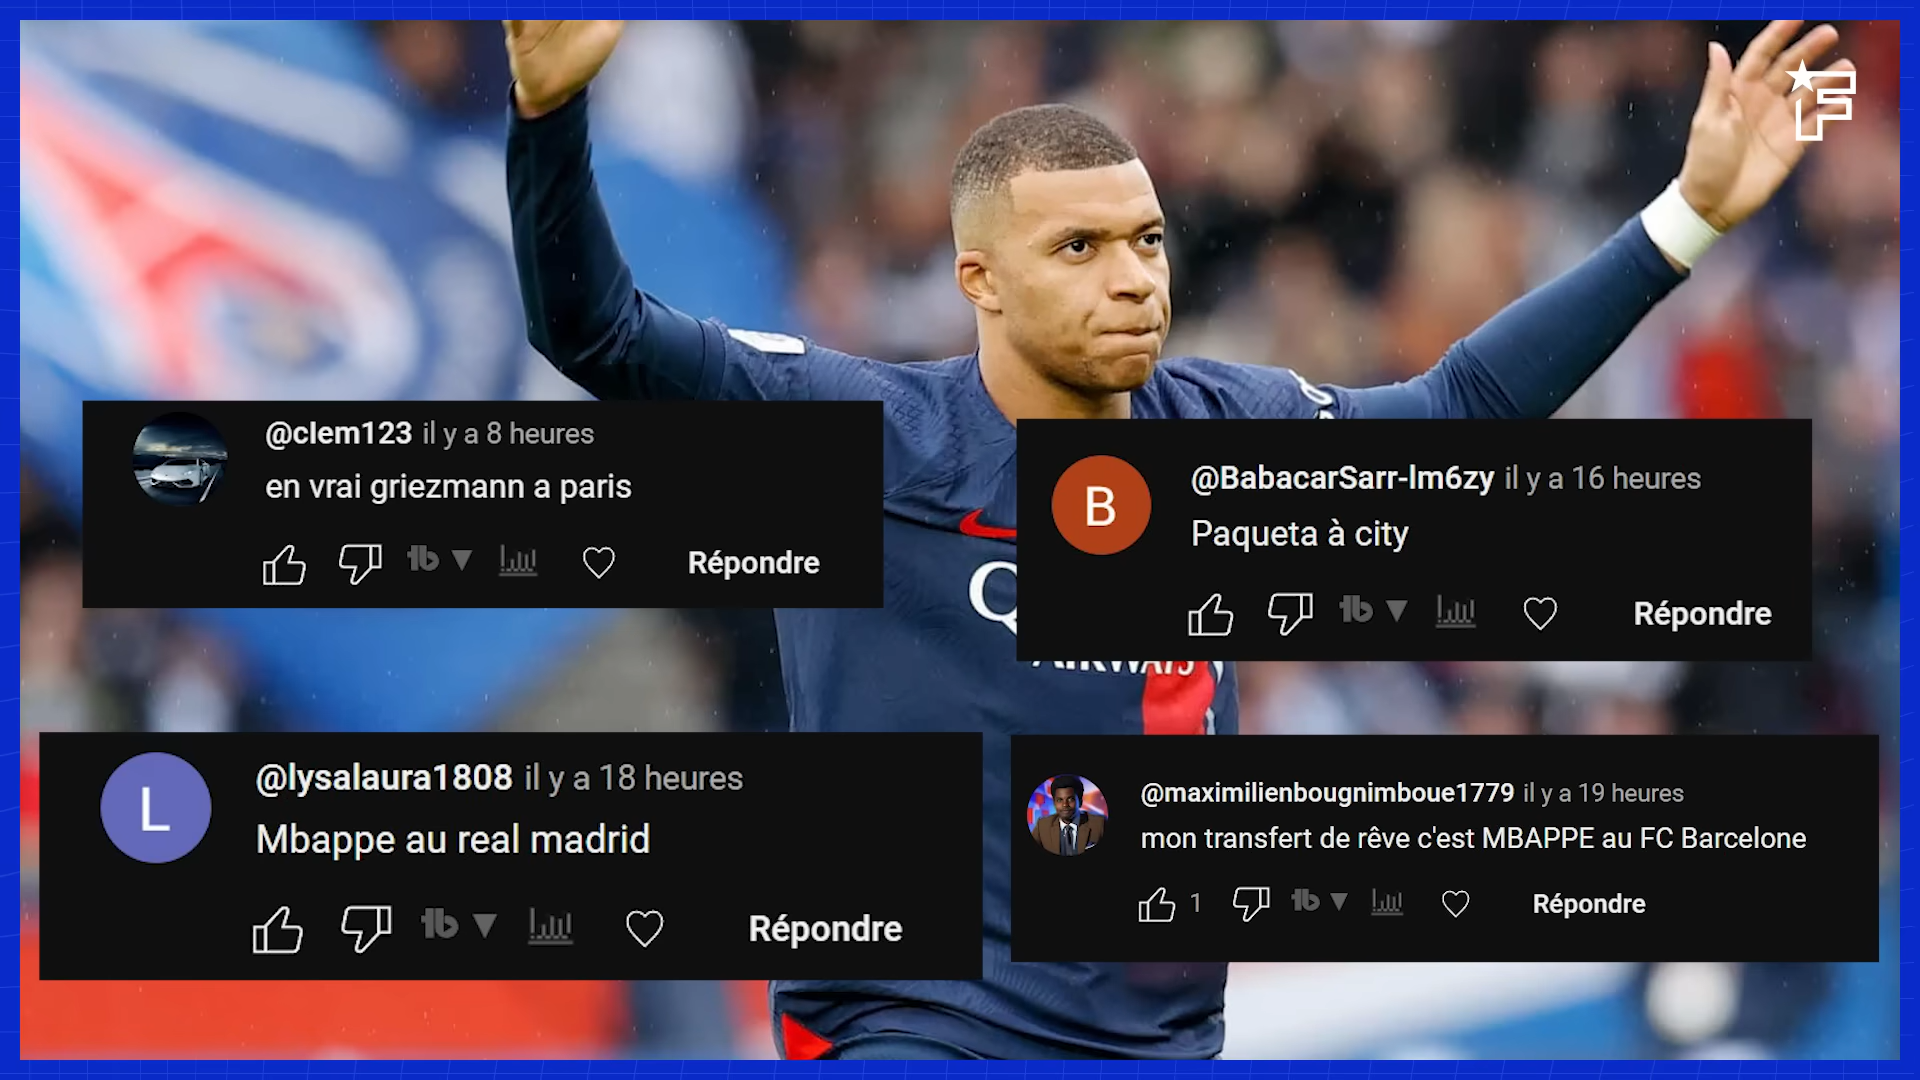 @clem123 il y a 8 heures
en vrai griezmann a paris
Répondre
@BabacarSarr-lm6zy il y a 16 heures
B
Paqueta à city
Répondre
Q
AIRWAYS
@lysalaura1808 il y a 18 heures
L
Mbappe au real madrid
Répondre
@maximilienbougnimboue1779 il y a 19 heures
mon transfert de rêve c'est MBAPPE au FC Barcelone
1
Répondre